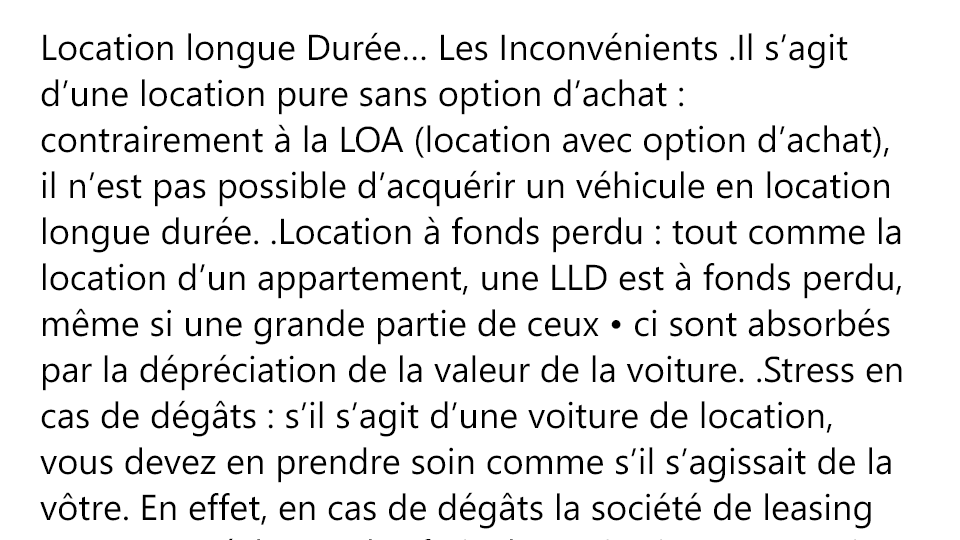 Location longue Durée… Les Inconvénients .Il s’agit
d’une location pure sans option d’achat :
contrairement à la LOA (location avec option d’achat),
il n’est pas possible d’acquérir un véhicule en location
longue durée. .Location à fonds perdu : tout comme la
location d’un appartement, une LLD est à fonds perdu,
même si une grande partie de ceux • ci sont absorbés
par la dépréciation de la valeur de la voiture. .Stress en
cas de dégâts : s’il s’agit d’une voiture de location,
vous devez en prendre soin comme s’il s’agissait de la
vôtre. En effet, en cas de dégâts la société de leasing